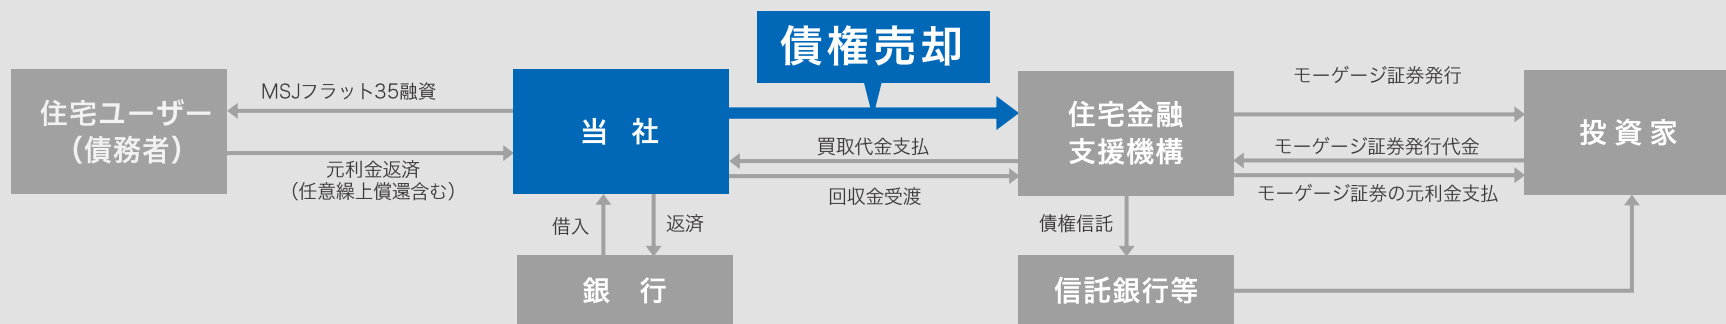 債権売却
住宅ユーザー
（債務者）
MSJフラット35融資
元利金返済
（任意繰上償還含む）
当 社
買取代金支払
回収金受渡
住宅金融
支援機構
モーゲージ証券発行
モーゲージ証券発行代金
モーゲージ証券の元利金支払
投資家
借入
返済
債権信託
銀 行
信託銀行等